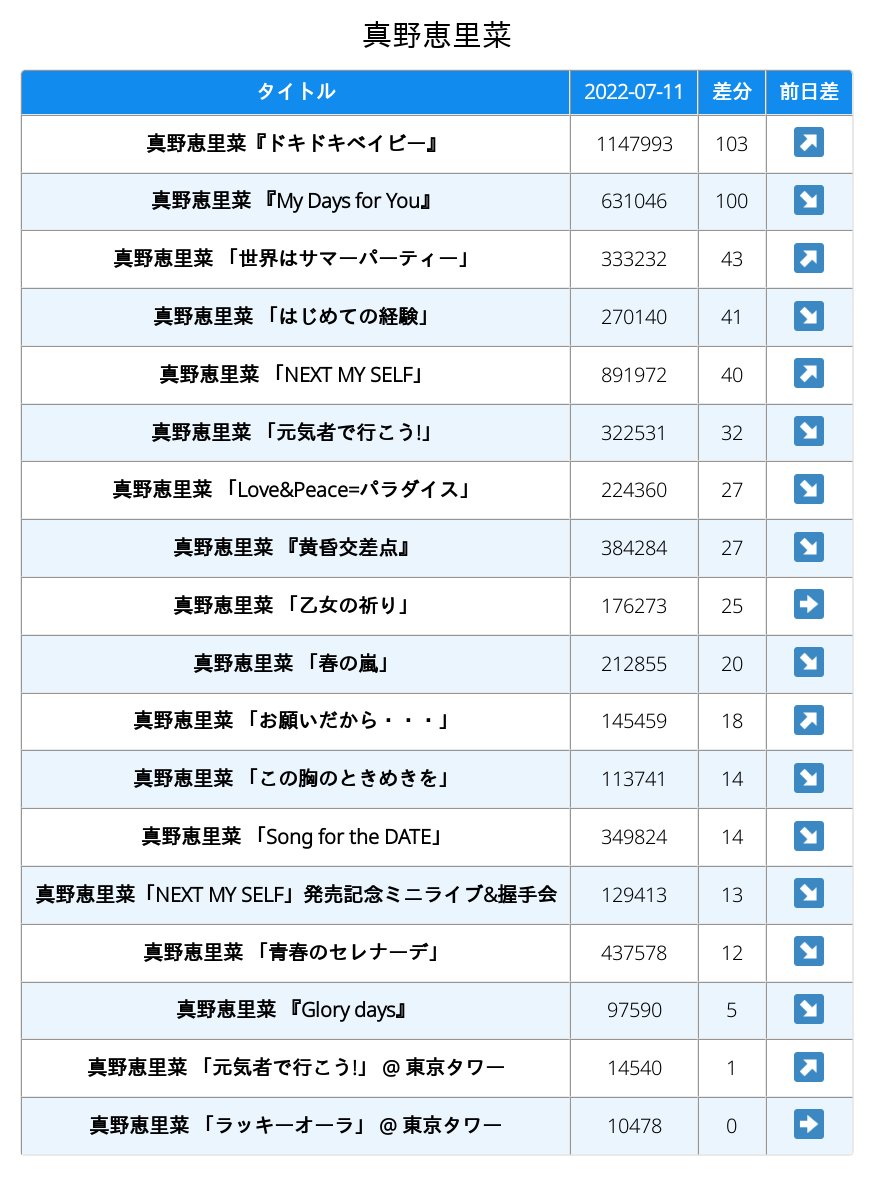 真野恵里菜
タイトル 2022-07-11 差分 前日差
真野恵里菜『ドキドキベイビー』 1147993 103 ↗
真野恵里菜 『My Days for You』 631046 100 ↘
真野恵里菜 「世界はサマーパーティー」 333232 43 ↗
真野恵里菜 「はじめての経験」 270140 41 ↘
真野恵里菜 「NEXT MY SELF」 891972 40 ↗
真野恵里菜 「元気者で行こう!」 322531 32 ↘
真野恵里菜 「Love&Peace=パラダイス」 224360 27 ↘
真野恵里菜 『黄昏交差点』 384284 27 ↘
真野恵里菜 「乙女の祈り」 176273 25 ➡
真野恵里菜 「春の嵐」 212855 20 ↘
真野恵里菜 「お願いだから・・・」 145459 18 ↗
真野恵里菜 「この胸のときめきを」 113741 14 ↘
真野恵里菜 「Song for the DATE」 349824 14 ↘
真野恵里菜「NEXT MY SELF」発売記念ミニライブ&握手会 129413 13 ↘
真野恵里菜 「青春のセレナーデ」 437578 12 ↘
真野恵里菜 『Glory days』 97590 5 ↘
真野恵里菜 「元気者で行こう!」 @ 東京タワー 14540 1 ↗
真野恵里菜 「ラッキーオーラ」 @ 東京タワー 10478 0 ➡